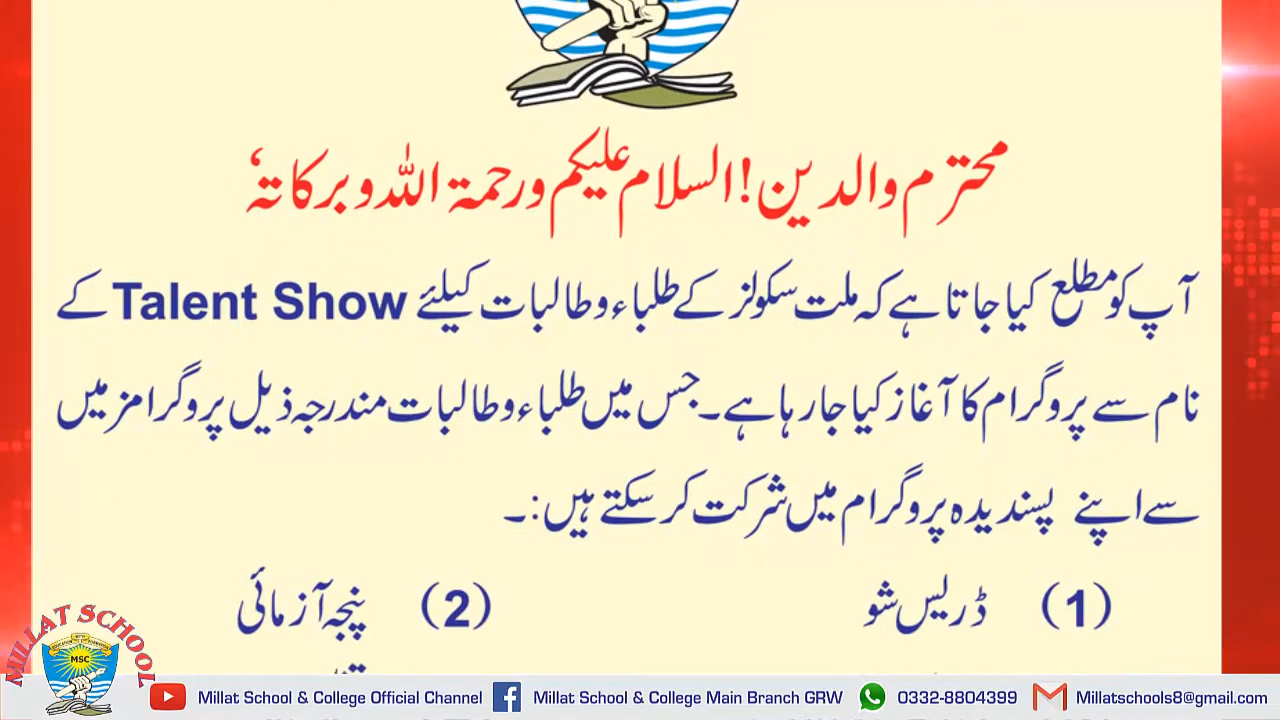 محترم والدین! السلام علیکم ورحمۃ اللہ وبرکاتہ‘
آپ کو مطلع کیا جاتا ہے کہ ملت سکولز کے طلباء و طالبات کیلئے Talent Show کے
نام سے پروگرام کا آغاز کیا جا رہا ہے۔ جس میں طلباء و طالبات مندرجہ ذیل پروگرامز میں
سے اپنے پسندیدہ پروگرام میں شرکت کر سکتے ہیں:۔
(1) ڈریس شو (2) پنجہ آزمائی
MILLAT SCHOOL
MSC
Millat School & College Official Channel Millat School & College Main Branch GRW 0332-8804399 Millatschools8@gmail.com